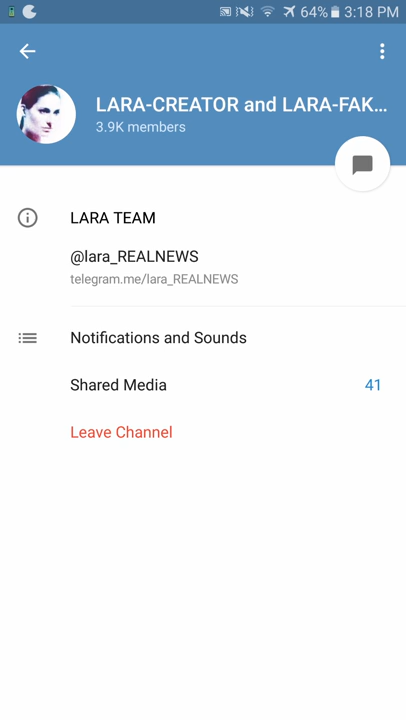 64% 3:18 PM
LARA-CREATOR and LARA-FAK...
3.9K members
LARA TEAM
@lara_REALNEWS
telegram.me/lara_REALNEWS
Notifications and Sounds
Shared Media 41
Leave Channel